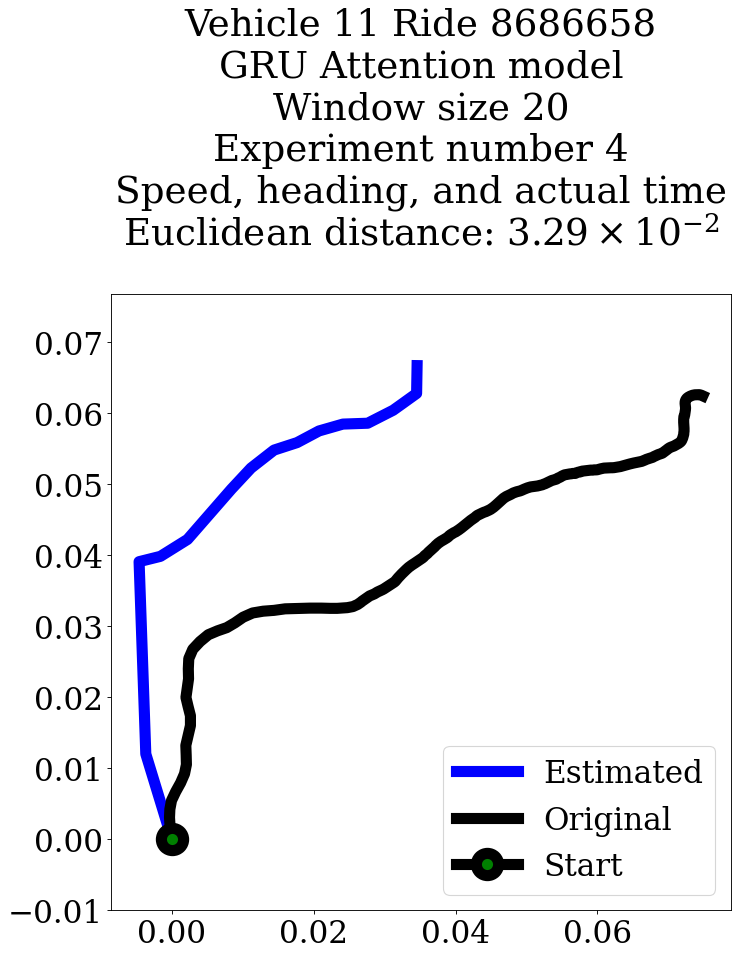 Vehicle 11 Ride 8686658
GRU Attention model
Window size 20
Experiment number 4
Speed, heading, and actual time
Euclidean distance: 3.29 × 10⁻²
0.07
0.06
0.05
0.04
0.03
0.02
0.01
0.00
−0.01
0.00 0.02 0.04 0.06
Estimated
Original
Start